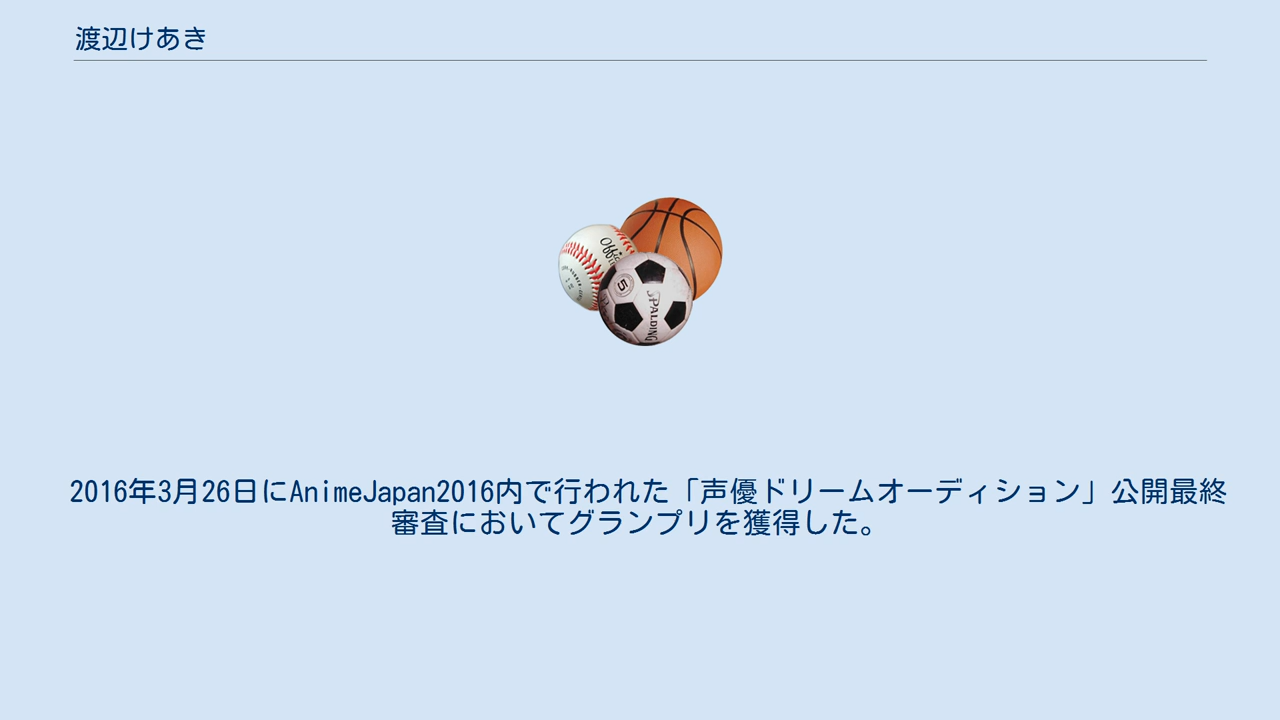 渡辺けあき
Offic
5
SPALDING
2016年3月26日にAnimeJapan2016内で行われた「声優ドリームオーディション」公開最終
審査においてグランプリを獲得した。